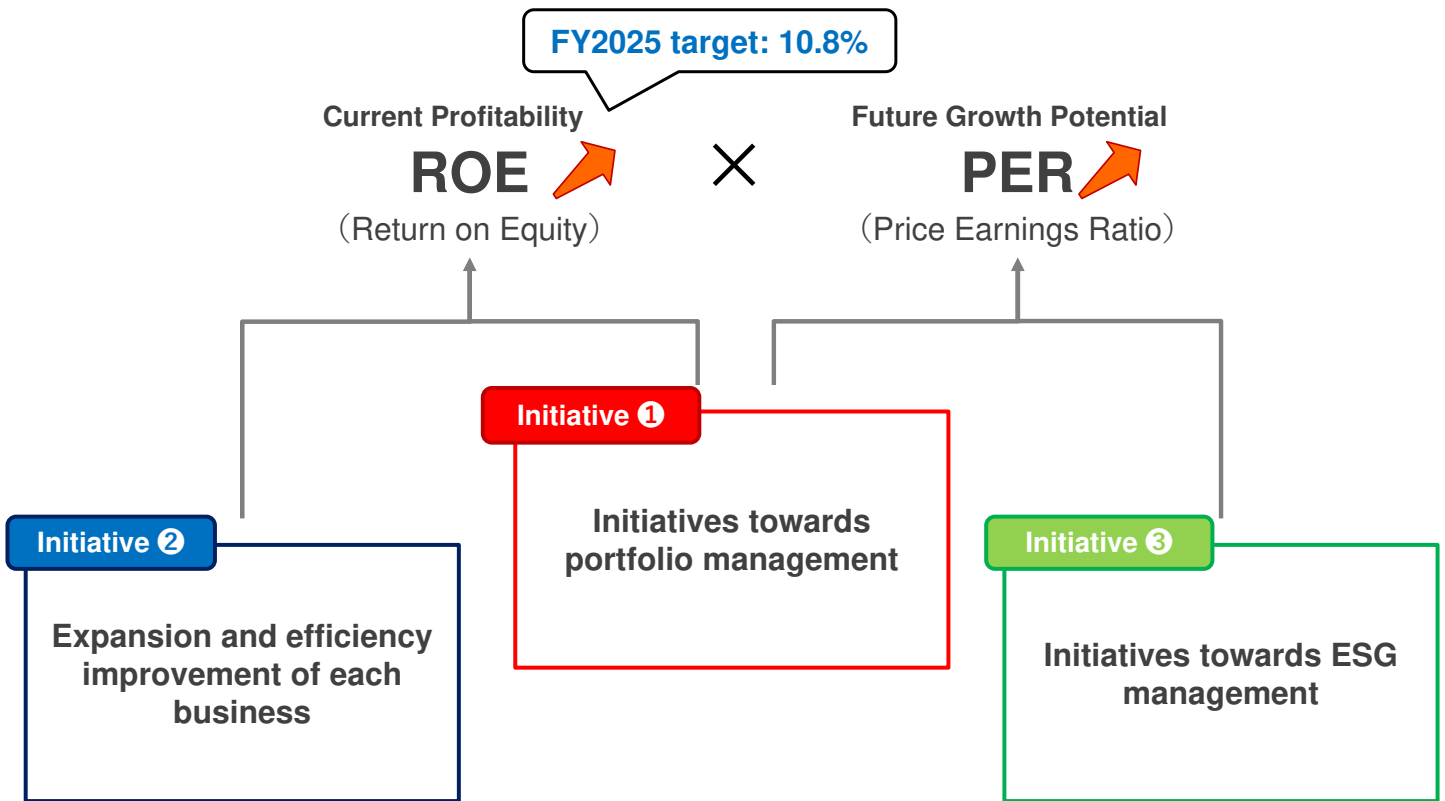 FY2025 target: 10.8%
Current Profitability
ROE
（Return on Equity）
×
Future Growth Potential
PER
（Price Earnings Ratio）
Initiative ❶
Initiatives towards
portfolio management
Initiative ❷
Expansion and efficiency
improvement of each
business
Initiative ❸
Initiatives towards ESG
management